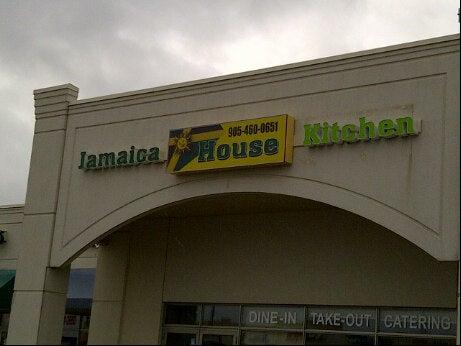 905-460-0651
Jamaica House Kitchen
DINE-IN TAKE-OUT CATERING